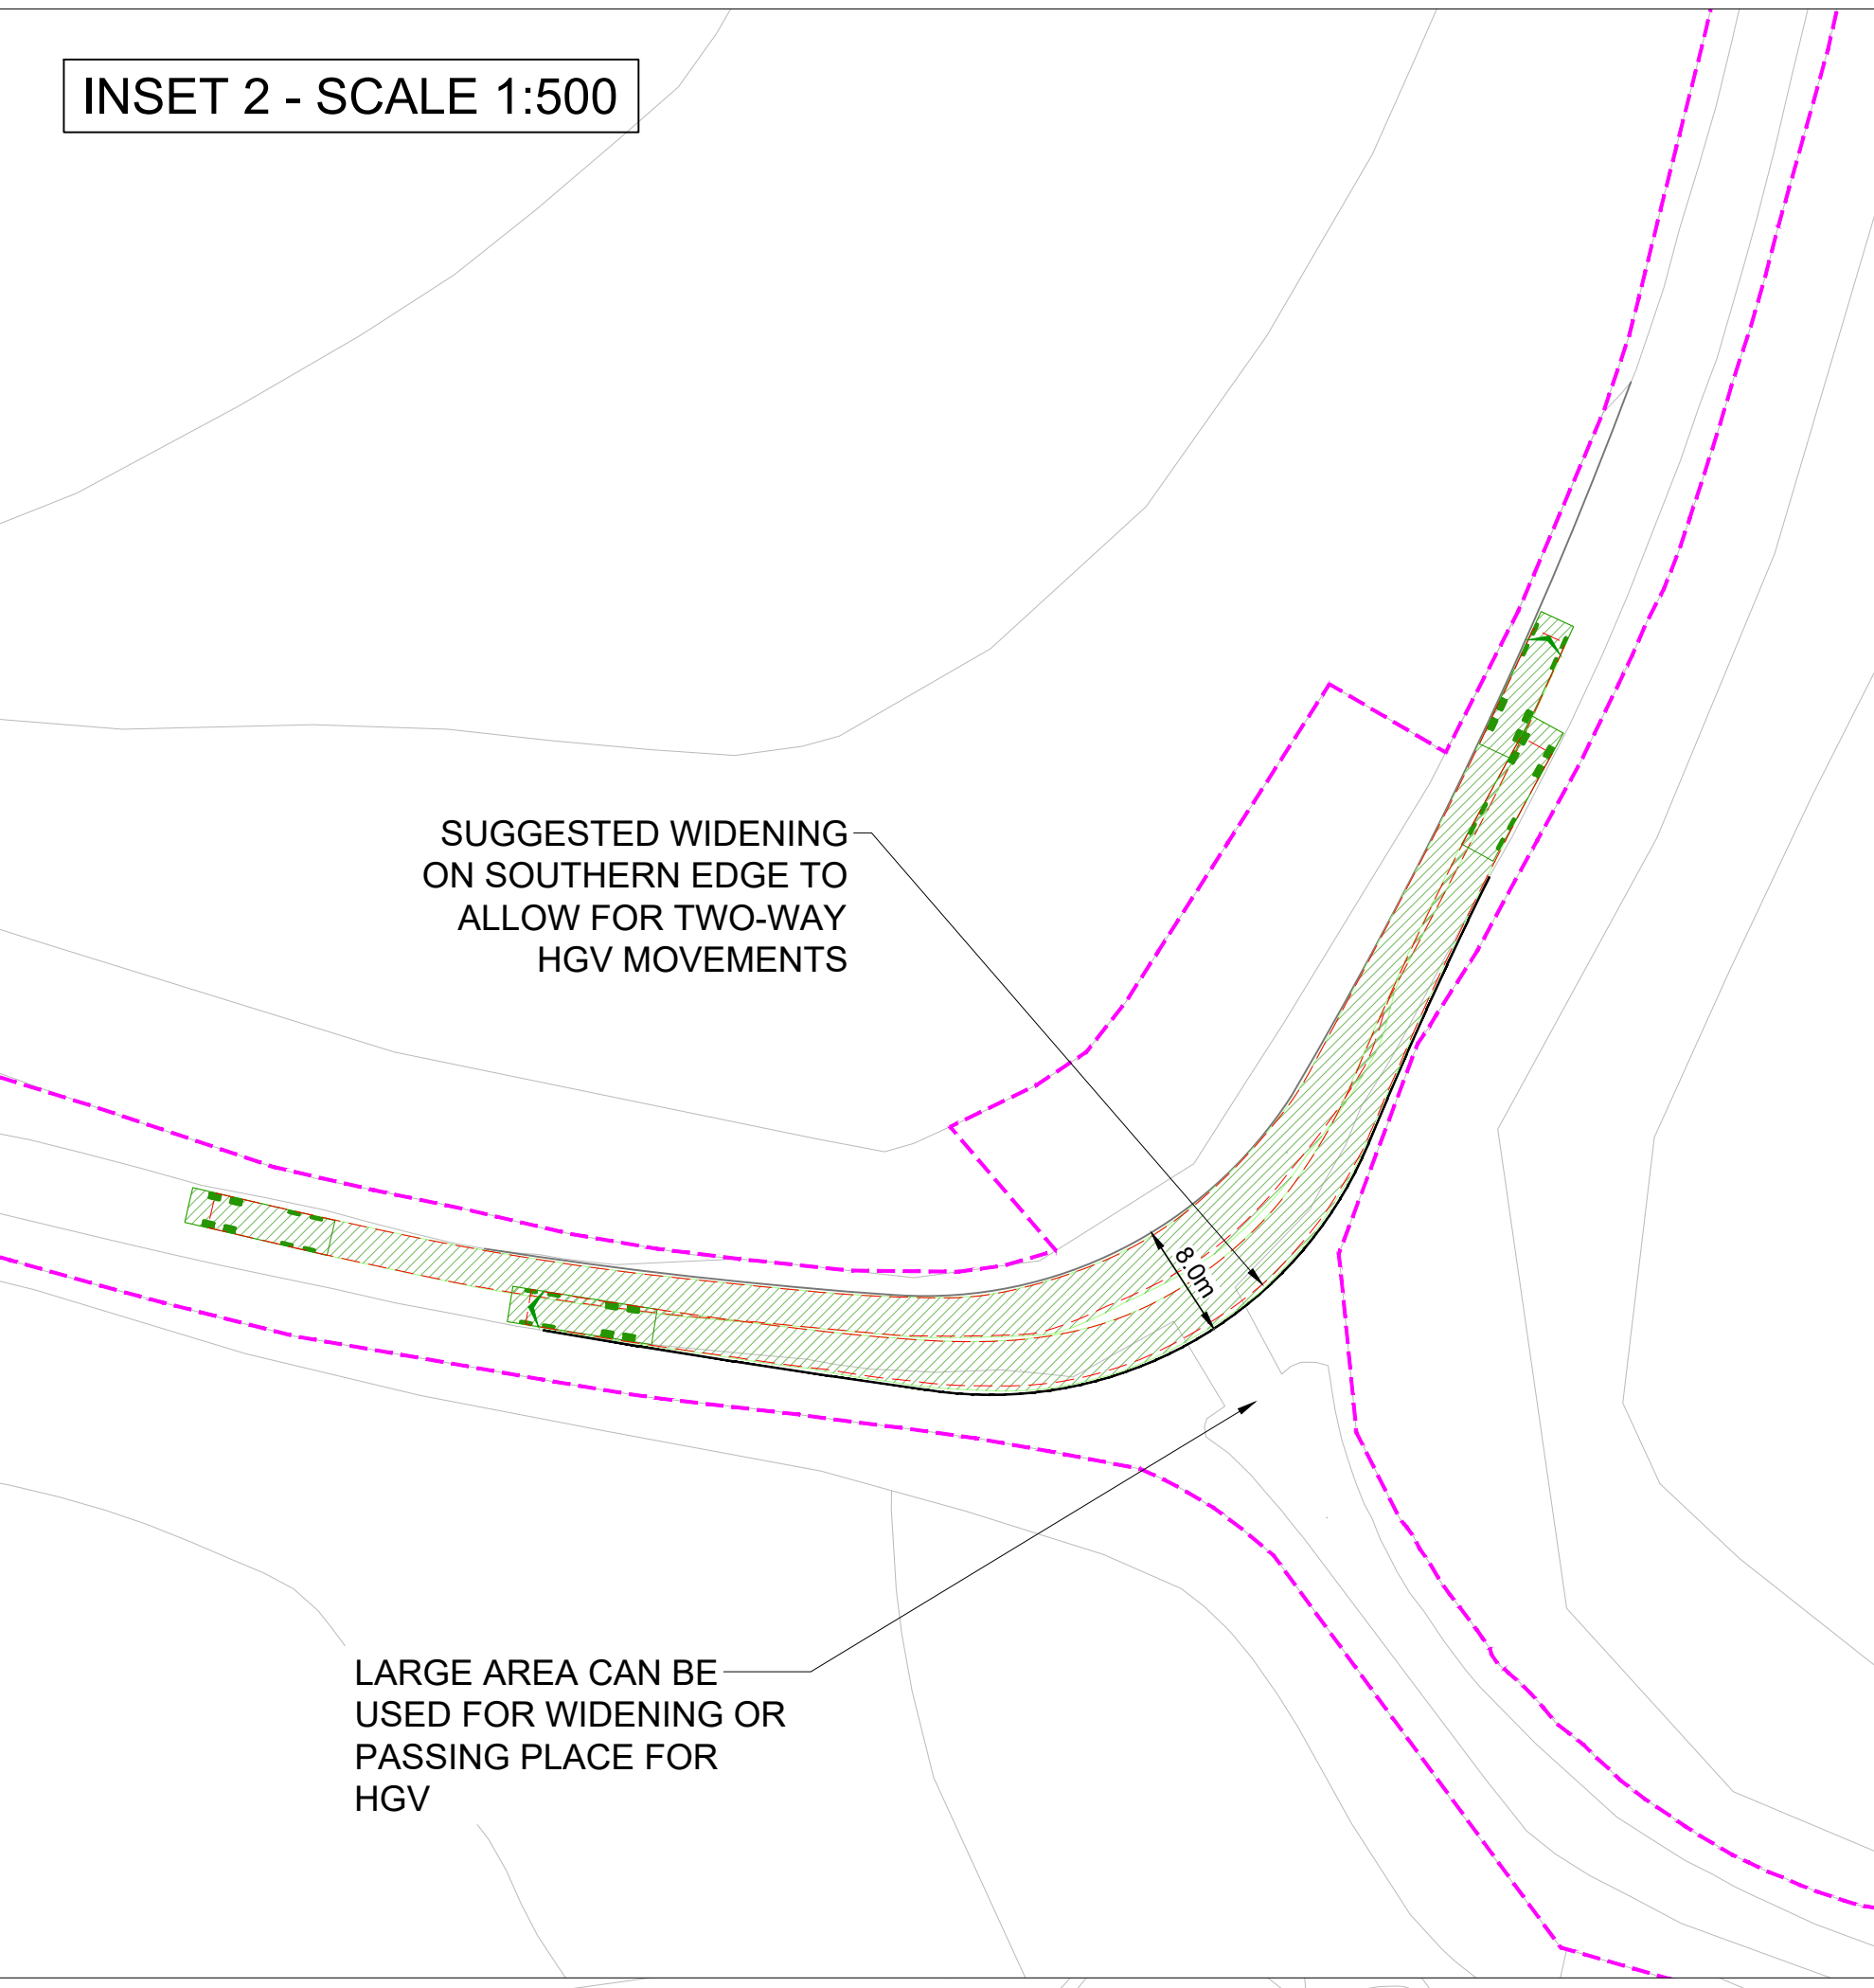 INSET 2 - SCALE 1:500
SUGGESTED WIDENING
ON SOUTHERN EDGE TO
ALLOW FOR TWO-WAY
HGV MOVEMENTS
8.0m
LARGE AREA CAN BE
USED FOR WIDENING OR
PASSING PLACE FOR
HGV